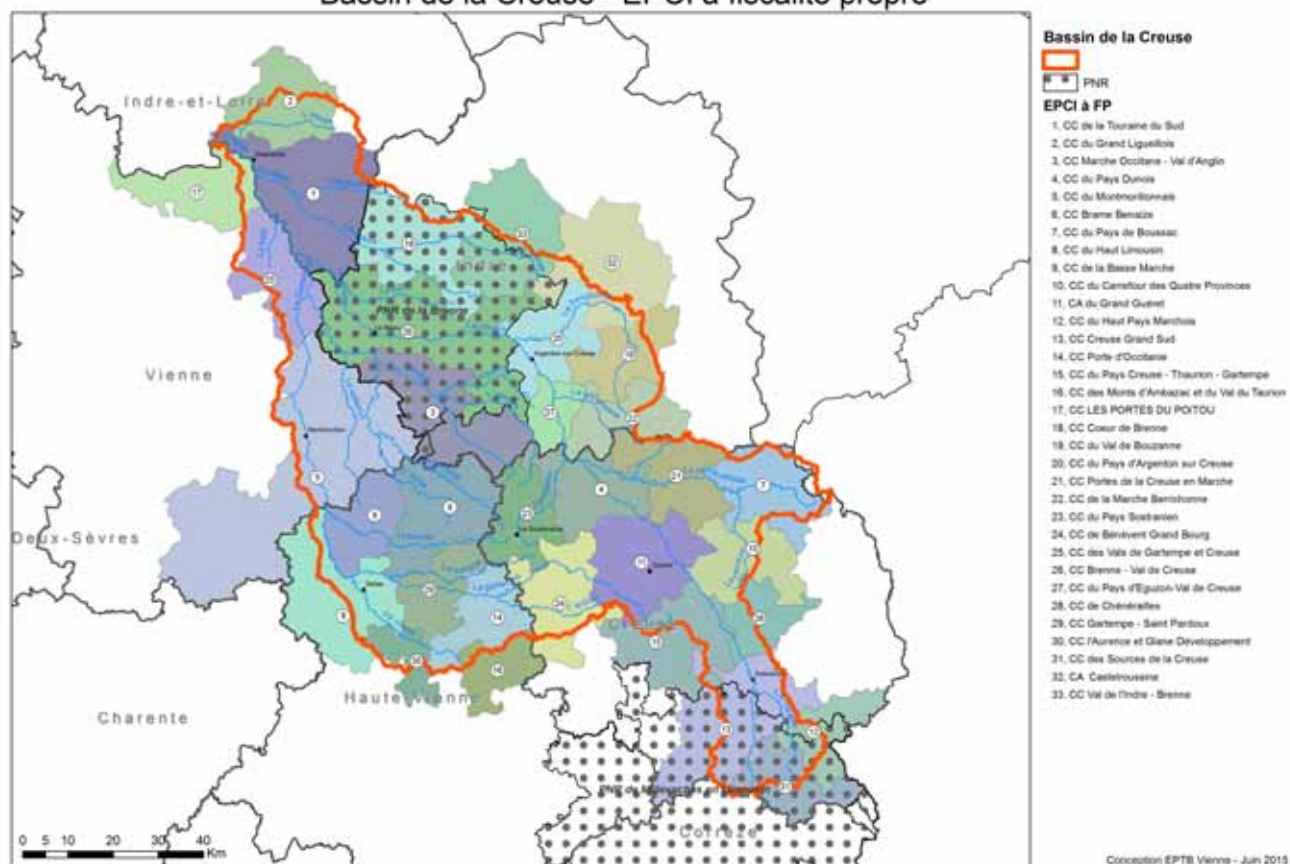 Bassin de la Creuse - EPCI à fiscalité propre
Bassin de la Creuse
PNR
EPCI à FP
1, CC de la Touraine du Sud
2, CC du Grand Ligueillois
3, CC Marche Occitane - Val d'Anglin
4, CC du Pays Dunois
5, CC du Montmorillonnais
6, CC Brame Benaize
7, CC du Pays de Boussac
8, CC du Haut Limousin
9, CC de la Basse Marche
10, CC du Carrefour des Quatre Provinces
11, CA du Grand Guéret
12, CC du Haut Pays Marchois
13, CC Creuse Grand Sud
14, CC Porte d'Occitanie
15, CC du Pays Creuse - Thaurion - Gartempe
16, CC des Monts d'Ambazac et du Val du Taurion
17, CC LES PORTES DU POITOU
18, CC Coeur de Brenne
19, CC du Val de Bouzanne
20, CC du Pays d'Argenton sur Creuse
21, CC Portes de la Creuse en Marche
22, CC de la Marche Berrichonne
23, CC du Pays Sostranien
24, CC de Bénévent Grand Bourg
25, CC des Vals de Gartempe et Creuse
26, CC Brenne - Val de Creuse
27, CC du Pays d'Eguzon-Val de Creuse
28, CC de Chénérailles
29, CC Gartempe - Saint Pardoux
30, CC l'Aurence et Glane Développement
31, CC des Sources de la Creuse
32, CA Castelroussine
33, CC Val de l'Indre - Brenne
Indre-et-Loire
Indre
PNR de la Brenne
Argenton-sur-Creuse
Vienne
Montmorillon
La Souterraine
Deux-Sèvres
Guéret
Creuse
Haute-Vienne
Charente
Corrèze
0 5 10 20 30 40
Km
Conception EPTB Vienne - Juin 2015